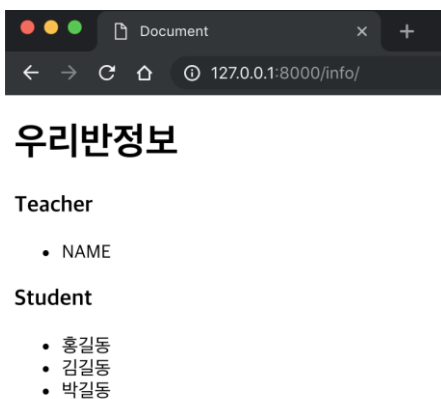 Document
127.0.0.1:8000/info/
우리반정보
Teacher
NAME
Student
홍길동
김길동
박길동